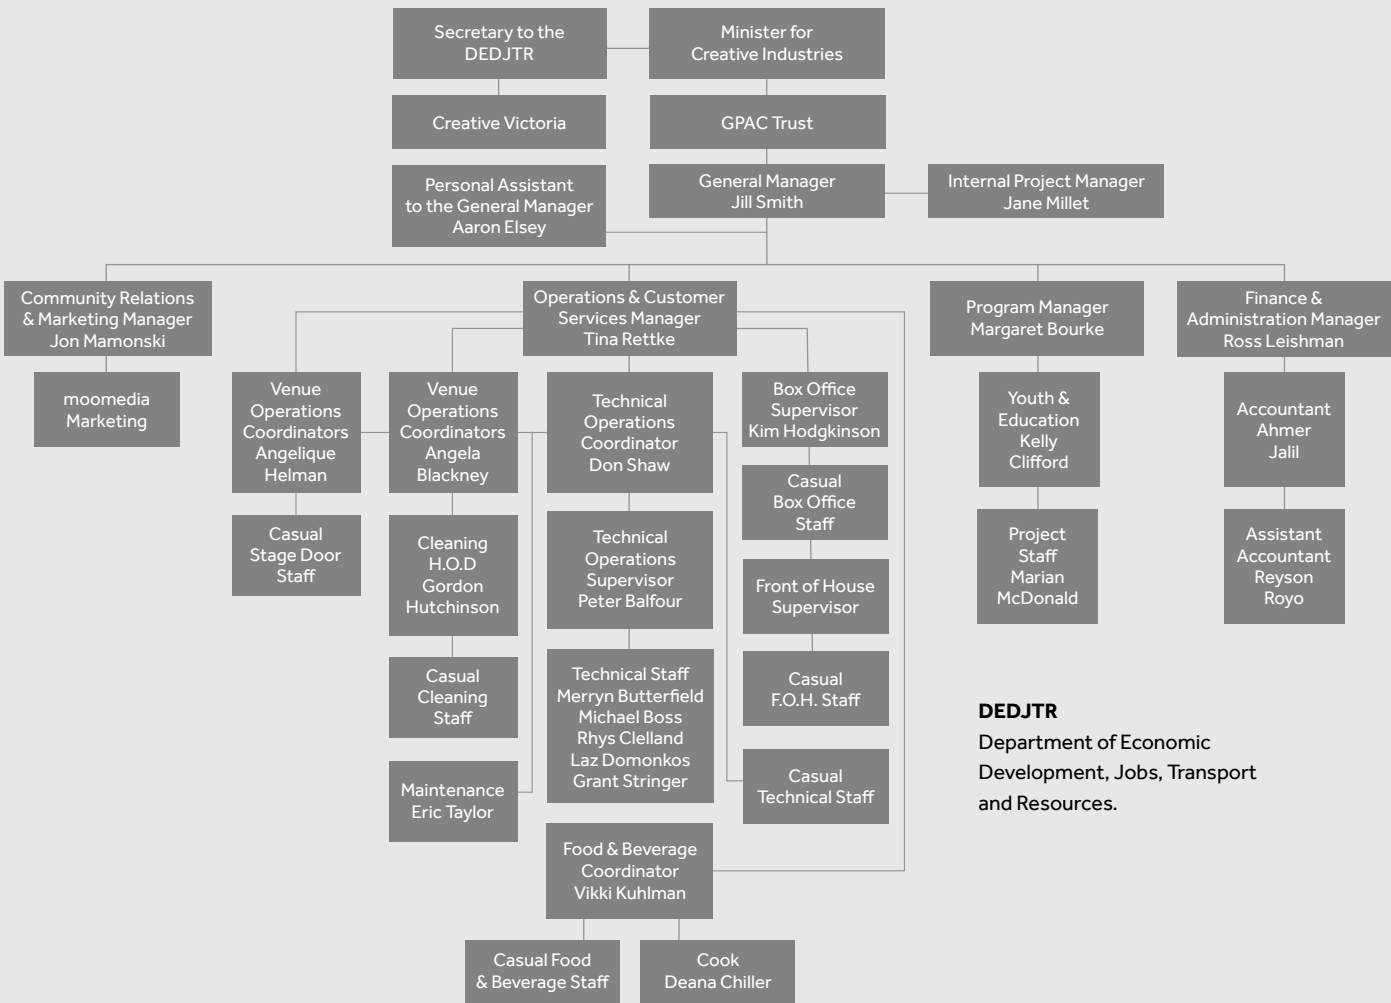 Secretary to the
DEDJTR
Minister for
Creative Industries
Creative Victoria
GPAC Trust
Personal Assistant
to the General Manager
Aaron Elsey
General Manager
Jill Smith
Internal Project Manager
Jane Millet
Community Relations
& Marketing Manager
Jon Mamonski
Operations & Customer
Services Manager
Tina Rettke
Program Manager
Margaret Bourke
Finance &
Administration Manager
Ross Leishman
moomedia
Marketing
Venue
Operations
Coordinators
Angelique
Helman
Venue
Operations
Coordinators
Angela
Blackney
Technical
Operations
Coordinator
Don Shaw
Box Office
Supervisor
Kim Hodgkinson
Youth &
Education
Kelly
Clifford
Accountant
Ahmer
Jalil
Casual
Box Office
Staff
Casual
Stage Door
Staff
Cleaning
H.O.D
Gordon
Hutchinson
Technical
Operations
Supervisor
Peter Balfour
Project
Staff
Marian
McDonald
Assistant
Accountant
Reyson
Royo
Front of House
Supervisor
Casual
Cleaning
Staff
Technical Staff
Merryn Butterfield
Michael Boss
Rhys Clelland
Laz Domonkos
Grant Stringer
Casual
F.O.H. Staff
Maintenance
Eric Taylor
Casual
Technical Staff
DEDJTR
Department of Economic
Development, Jobs, Transport
and Resources.
Food & Beverage
Coordinator
Vikki Kuhlman
Casual Food
& Beverage Staff
Cook
Deana Chiller